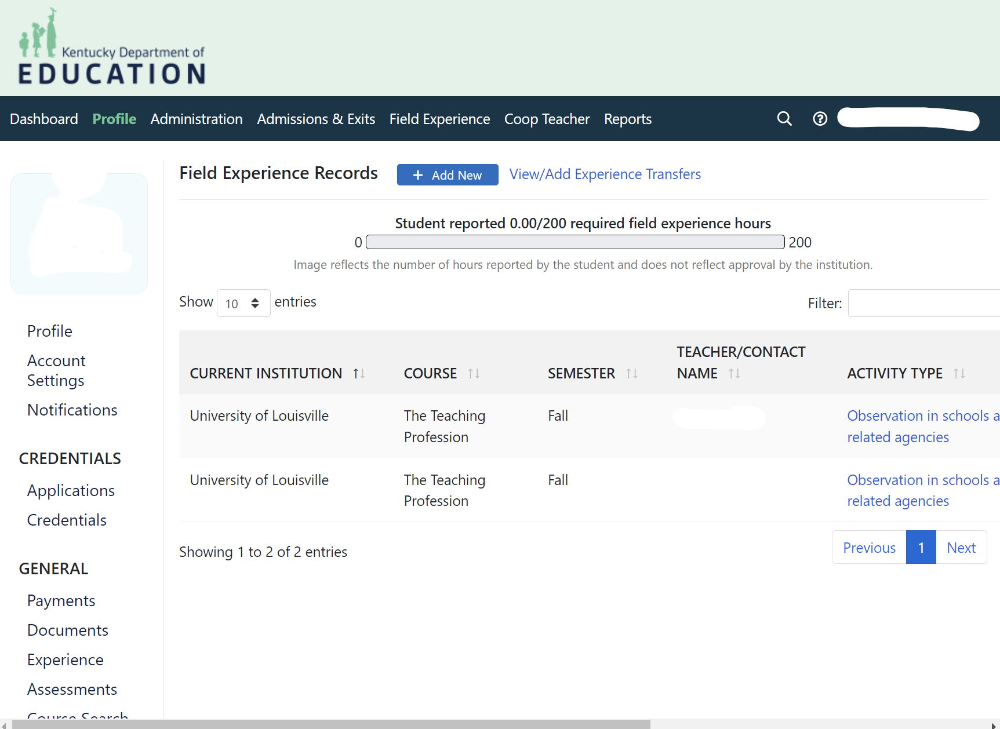 Kentucky Department of
EDUCATION
Dashboard Profile Administration Admissions & Exits Field Experience Coop Teacher Reports
Field Experience Records + Add New View/Add Experience Transfers
Student reported 0.00/200 required field experience hours
0 200
Image reflects the number of hours reported by the student and does not reflect approval by the institution.
Show 10 entries Filter:
CURRENT INSTITUTION COURSE SEMESTER TEACHER/CONTACT NAME ACTIVITY TYPE
University of Louisville The Teaching Profession Fall Observation in schools a
related agencies
University of Louisville The Teaching Profession Fall Observation in schools a
related agencies
Showing 1 to 2 of 2 entries Previous 1 Next
Profile
Account
Settings
Notifications
CREDENTIALS
Applications
Credentials
GENERAL
Payments
Documents
Experience
Assessments
Course Search